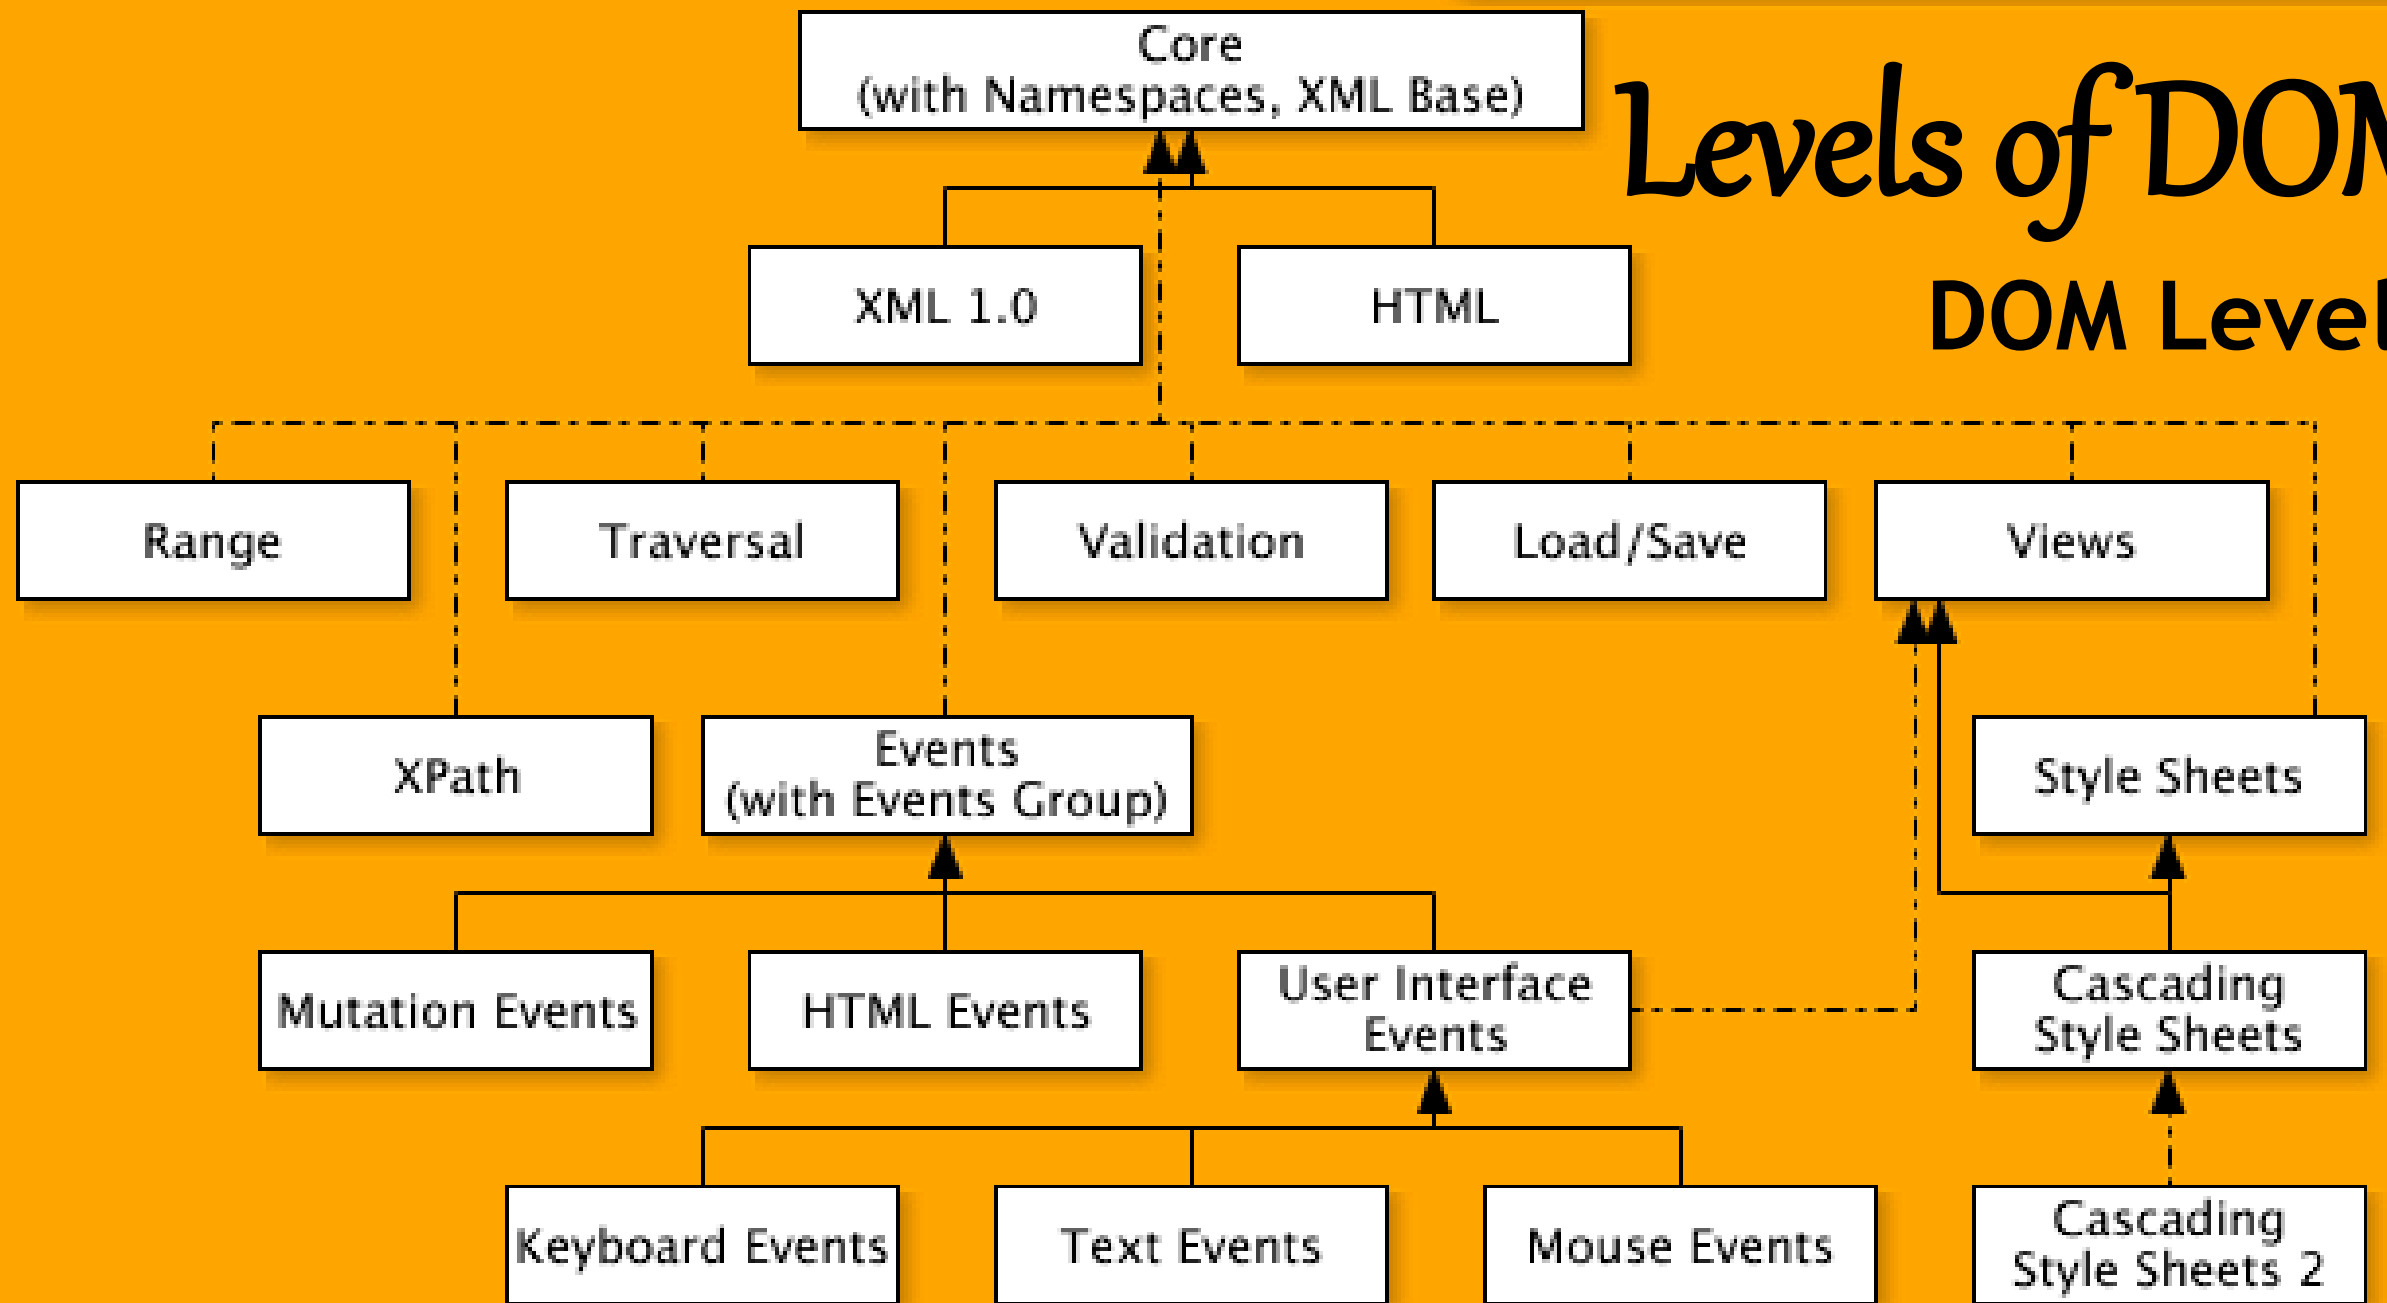 Core
(with Namespaces, XML Base)
Levels of DOM
DOM Level
XML 1.0
HTML
Range
Traversal
Validation
Load/Save
Views
XPath
Events
(with Events Group)
Style Sheets
Mutation Events
HTML Events
User Interface
Events
Cascading
Style Sheets
Keyboard Events
Text Events
Mouse Events
Cascading
Style Sheets 2